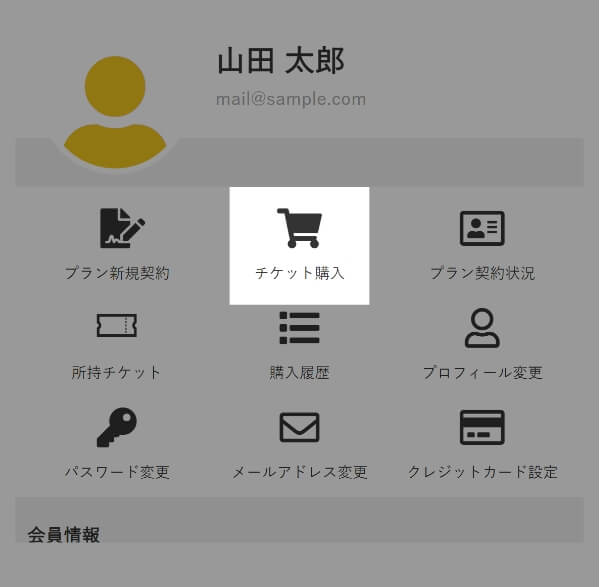 山田 太郎
mail@sample.com
プラン新規契約
チケット購入
プラン契約状況
所持チケット
購入履歴
プロフィール変更
パスワード変更
メールアドレス変更
クレジットカード設定
会員情報